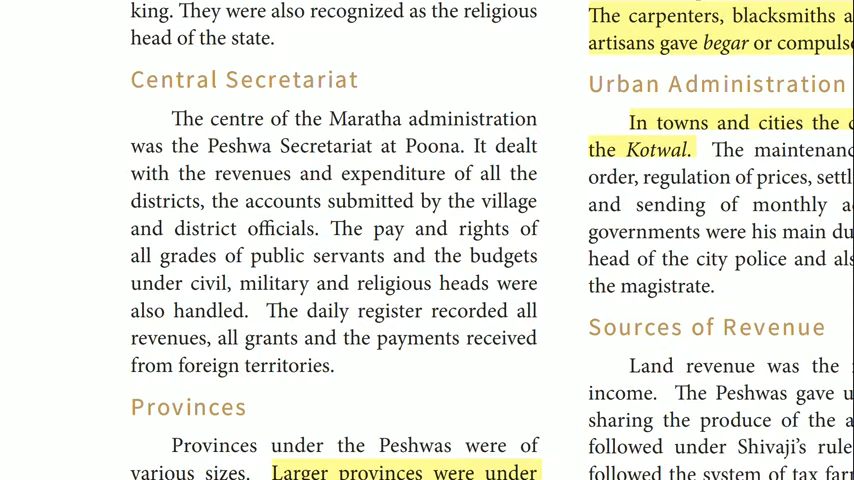 king. They were also recognized as the religious
head of the state.
Central Secretariat
The centre of the Maratha administration
was the Peshwa Secretariat at Poona. It dealt
with the revenues and expenditure of all the
districts, the accounts submitted by the village
and district officials. The pay and rights of
all grades of public servants and the budgets
under civil, military and religious heads were
also handled. The daily register recorded all
revenues, all grants and the payments received
from foreign territories.
Provinces
Provinces under the Peshwas were of
various sizes. Larger provinces were under
The carpenters, blacksmiths
artisans gave begar or
Urban Administration
In towns and cities the
the Kotwal. The
order, regulation of prices,
and sending of monthly
governments were his main
head of the city police and
the magistrate.
Sources of Revenue
Land revenue was the
income. The Peshwas gave
sharing the produce of the
followed under Shivaji's rule
followed the system of tax